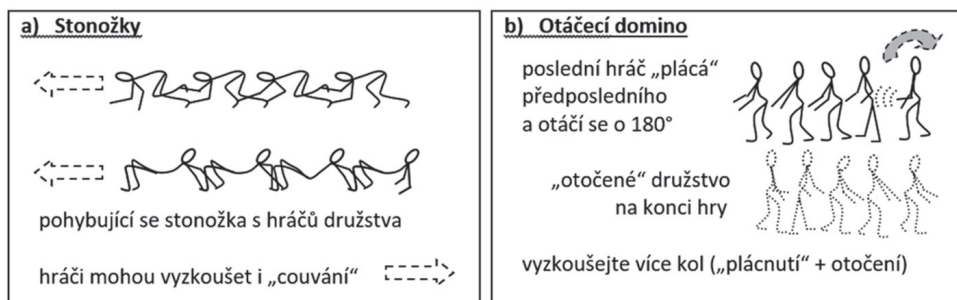 a) Stonožky
pohybující se stonožka s hráčů družstva
hráči mohou vyzkoušet i „couvání“
b) Otáčecí domino
poslední hráč „plácá“
předposledního
a otáčí se o 180°
„otočené“ družstvo
na konci hry
vyzkoušejte více kol („plácnutí“ + otočení)